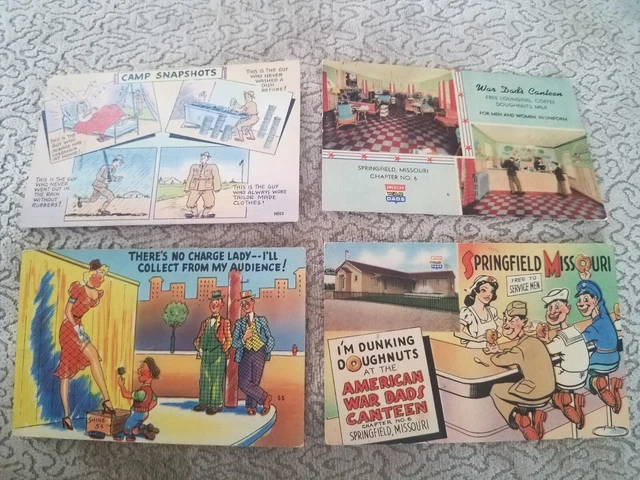 CAMP SNAPSHOTS
THIS IS THE GUY
WHO NEVER
WASHED A
DISH
BEFORE!
THIS IS THE
GUY WHO NEVER
WENT OUT IN
THE RAIN
WITHOUT
RUBBERS!
THIS IS THE GUY
WHO ALWAYS WORE
TAILOR MADE
CLOTHES!
War Dads Canteen
FREE LOUNGING, COFFEE
DOUGHNUTS, MILK
FOR MEN AND WOMEN IN UNIFORM
SPRINGFIELD, MISSOURI
CHAPTER NO. 6
AMERICAN
WAR
DADS
THERE'S NO CHARGE LADY--I'LL
COLLECT FROM MY AUDIENCE!
SHINE
5¢
55
SPRINGFIELD MISSOURI
FREE TO
SERVICE MEN
I'M DUNKING
DOUGHNUTS
AT THE
AMERICAN
WAR DADS
CANTEEN
CHAPTER NO. 6
SPRINGFIELD, MISSOURI